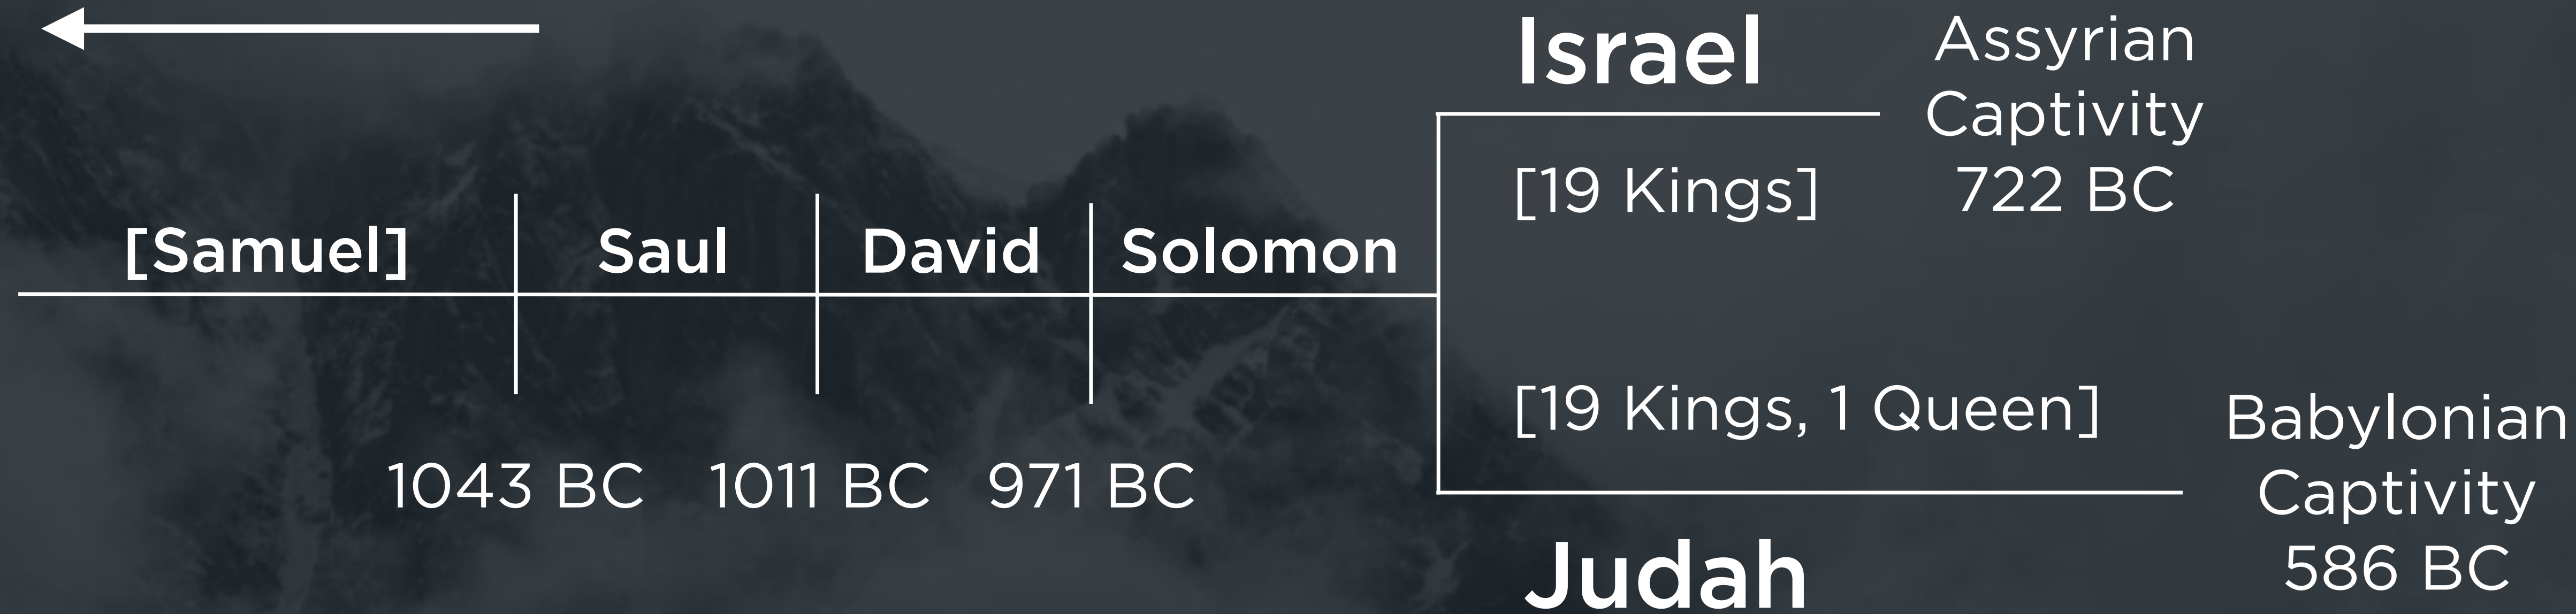 Israel
Assyrian
Captivity
722 BC
[19 Kings]
[Samuel] Saul David Solomon
1043 BC 1011 BC 971 BC
[19 Kings, 1 Queen]
Babylonian
Captivity
586 BC
Judah